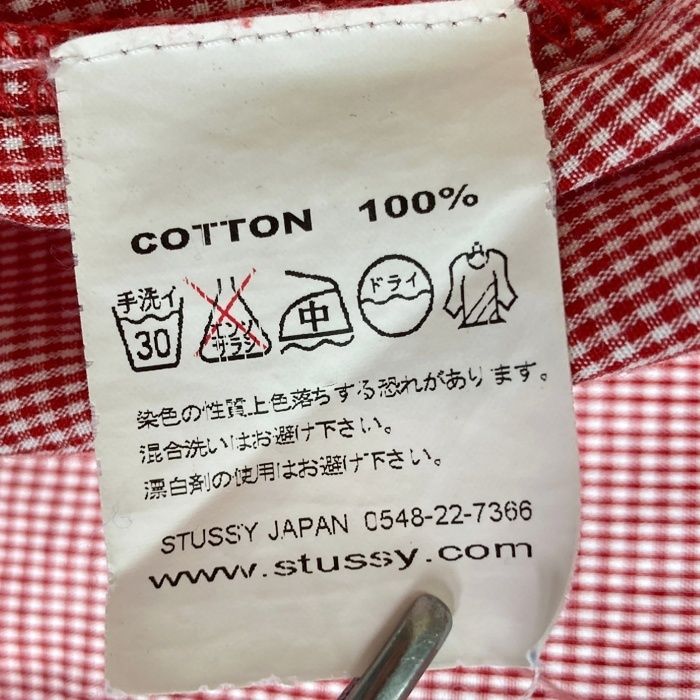 COTTON 100%
手洗イ 30 エンソサラシ 中 ドライ
染色の性質上色落ちする恐れがあります。
混合洗いはお避け下さい。
漂白剤の使用はお避け下さい。
STUSSY JAPAN 0548-22-7366
www.stussy.com